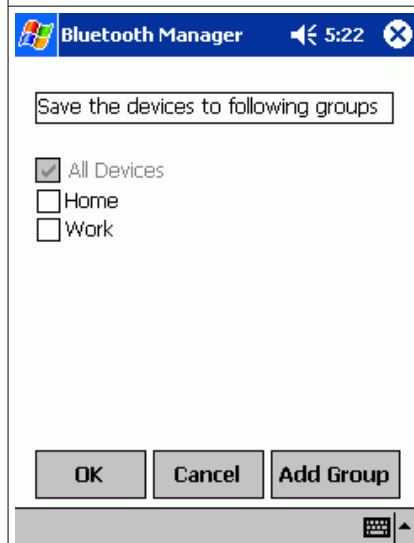 Bluetooth Manager 5:22
Save the devices to following groups
All Devices
Home
Work
OK Cancel Add Group